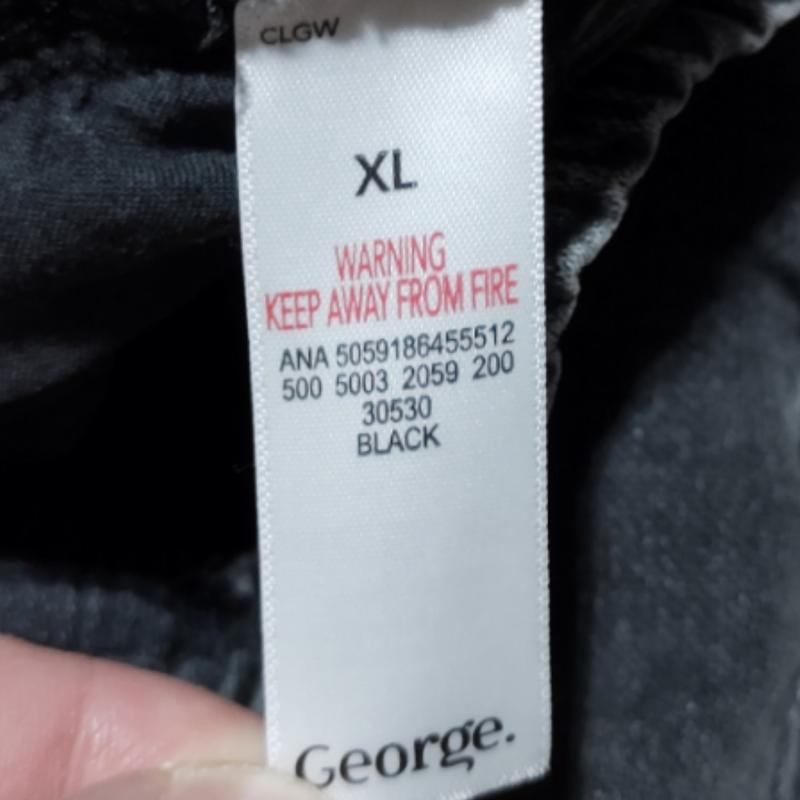 CLGW
XL
WARNING
KEEP AWAY FROM FIRE
ANA 5059186455512
500 5003 2059 200
30530
BLACK
George.